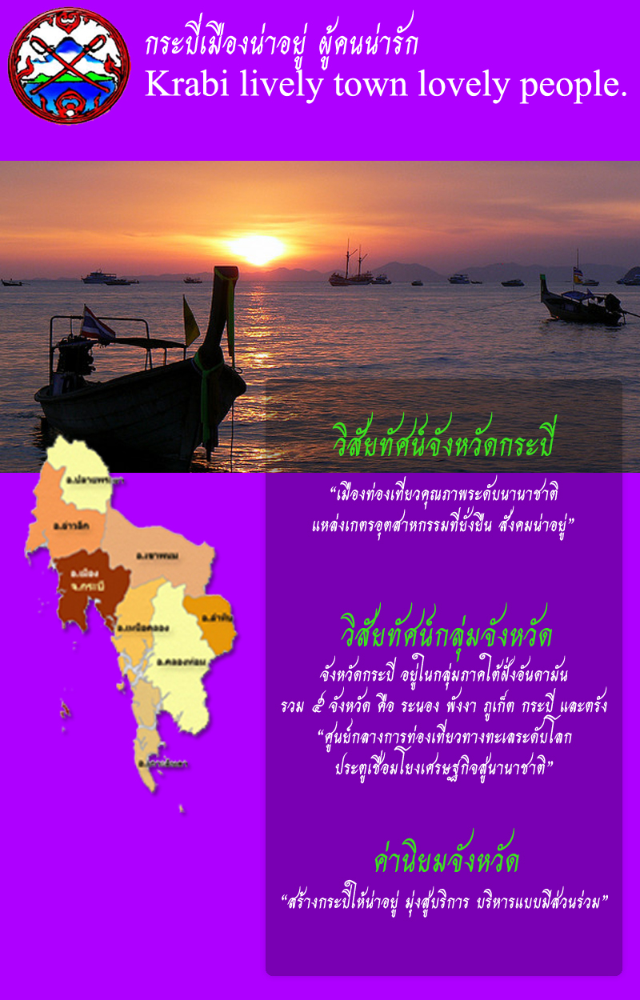 กระบี่เมืองน่าอยู่ ผู้คนน่ารัก
Krabi lively town lovely people.
วิสัยทัศน์จังหวัดกระบี่
“เมืองท่องเที่ยวคุณภาพระดับนานาชาติ
แหล่งเกตรอุตสาหกรรมที่ยั่งยืน สังคมน่าอยู่”
อ.ปลายพระยา
อ.อ่าวลึก
อ.เขาพนม
อ.เมือง
จ.กระบี่
อ.เหนือคลอง
อ.ลำทับ
อ.คลองท่อม
อ.เกาะลันตา
วิสัยทัศน์กลุ่มจังหวัด
จังหวัดกระบี่ อยู่ในกลุ่มภาคใต้ฝั่งอันดามัน
รวม ๕ จังหวัด คือ ระนอง พังงา ภูเก็ต กระบี่ และตรัง
“ศูนย์กลางการท่องเที่ยวทางทะเลระดับโลก
ประตูเชื่อมโยงเศรษฐกิจสู่นานาชาติ”
ค่านิยมจังหวัด
“สร้างกระบี่ให้น่าอยู่ มุ่งสู่บริการ บริหารแบบมีส่วนร่วม”